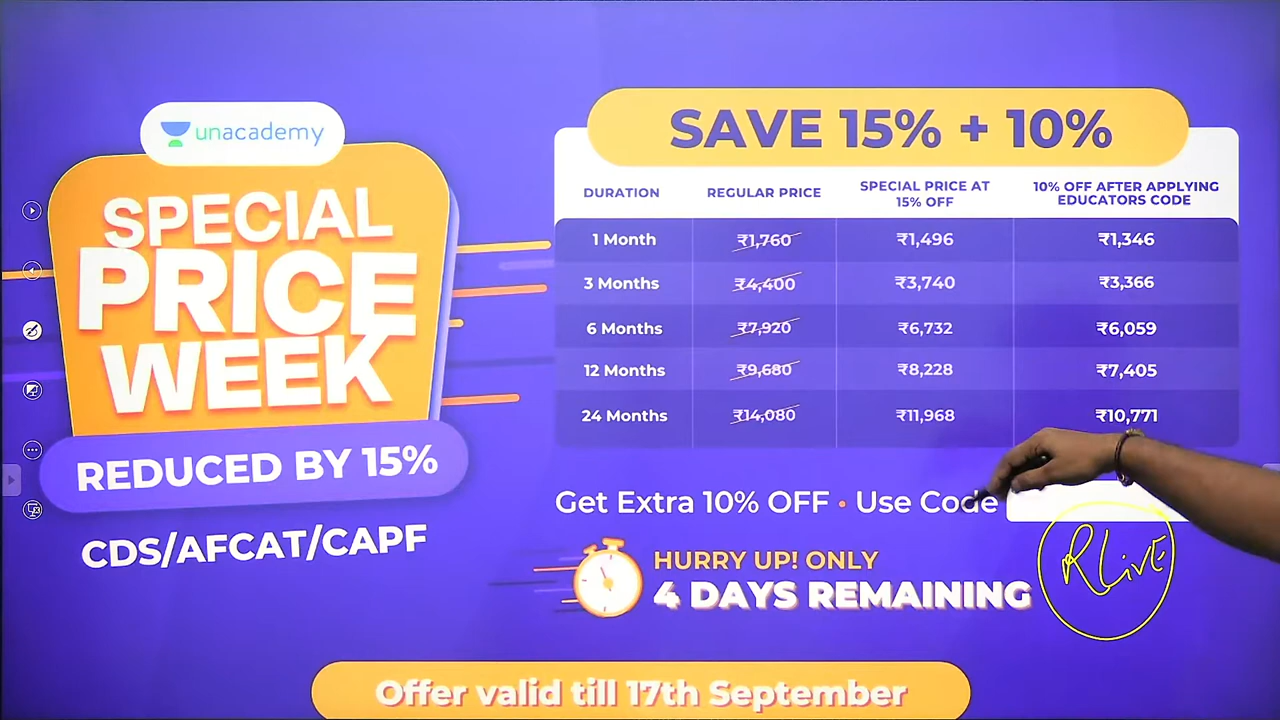 unacademy
SPECIAL
PRICE
WEEK
REDUCED BY 15%
CDS/AFCAT/CAPF
SAVE 15% + 10%
DURATION REGULAR PRICE SPECIAL PRICE AT 15% OFF 10% OFF AFTER APPLYING EDUCATORS CODE
1 Month ₹1,760 ₹1,496 ₹1,346
3 Months ₹4,400 ₹3,740 ₹3,366
6 Months ₹7,920 ₹6,732 ₹6,059
12 Months ₹9,680 ₹8,228 ₹7,405
24 Months ₹14,080 ₹11,968 ₹10,771
Get Extra 10% OFF • Use Code
RLivE
HURRY UP! ONLY
4 DAYS REMAINING
Offer valid till 17th September